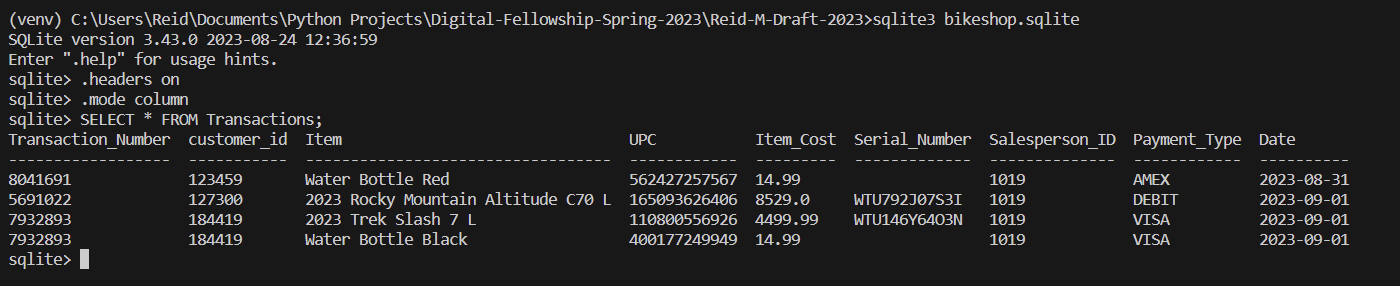 (venv) C:\Users\Reid\Documents\Python Projects\Digital-Fellowship-Spring-2023\Reid-M-Draft-2023>sqlite3 bikeshop.sqlite
SQLite version 3.43.0 2023-08-24 12:36:59
Enter ".help" for usage hints.
sqlite> .headers on
sqlite> .mode column
sqlite> SELECT * FROM Transactions;
Transaction_Number  customer_id  Item                                UPC           Item_Cost  Serial_Number  Salesperson_ID  Payment_Type  Date
------------------  -----------  ----------------------------------  ------------  ---------  -------------  --------------  ------------  ----------
8041691             123459       Water Bottle Red                    562427257567  14.99                     1019            AMEX          2023-08-31
5691022             127300       2023 Rocky Mountain Altitude C70 L  165093626406  8529.0     WTU792J07S3I   1019            DEBIT         2023-09-01
7932893             184419       2023 Trek Slash 7 L                 110800556926  4499.99    WTU146Y64O3N   1019            VISA          2023-09-01
7932893             184419       Water Bottle Black                  400177249949  14.99                     1019            VISA          2023-09-01
sqlite>